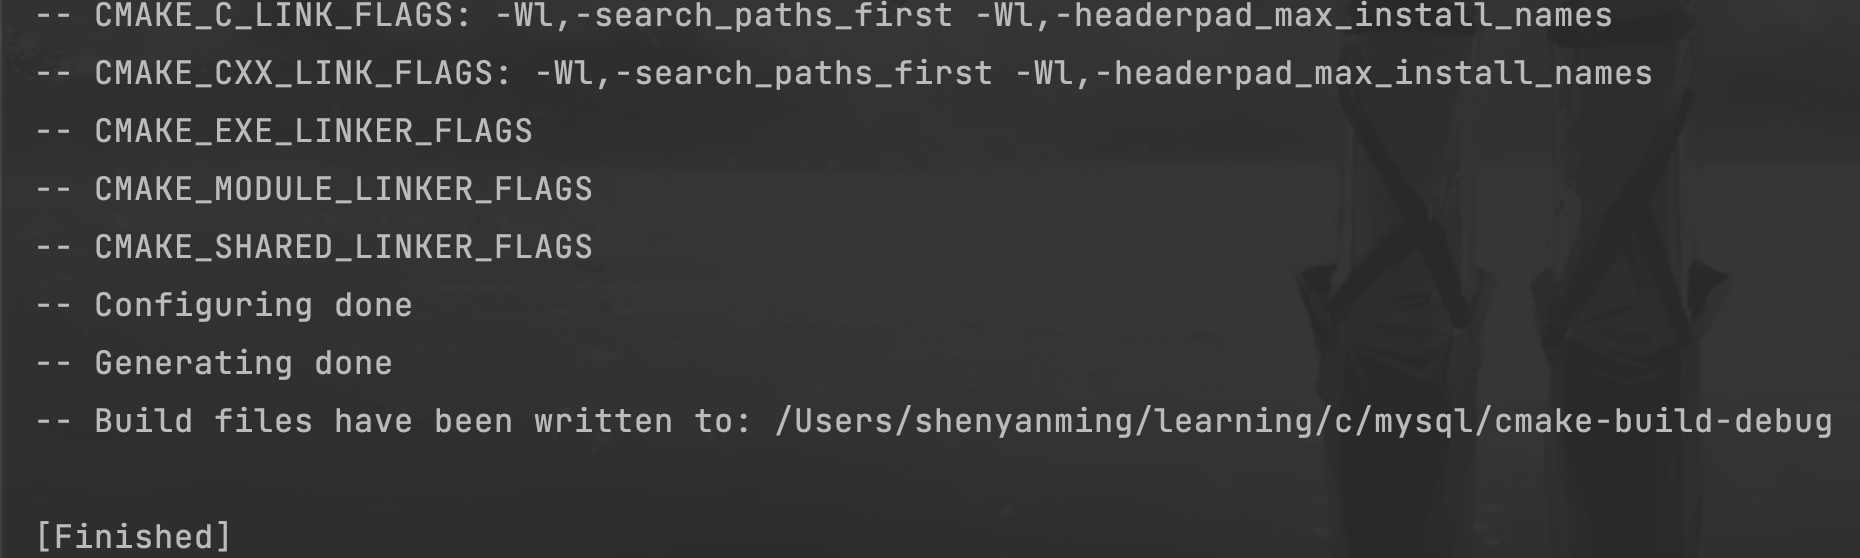 -- CMAKE_C_LINK_FLAGS: -Wl,-search_paths_first -Wl,-headerpad_max_install_names
-- CMAKE_CXX_LINK_FLAGS: -Wl,-search_paths_first -Wl,-headerpad_max_install_names
-- CMAKE_EXE_LINKER_FLAGS
-- CMAKE_MODULE_LINKER_FLAGS
-- CMAKE_SHARED_LINKER_FLAGS
-- Configuring done
-- Generating done
-- Build files have been written to: /Users/shenyanming/learning/c/mysql/cmake-build-debug
[Finished]